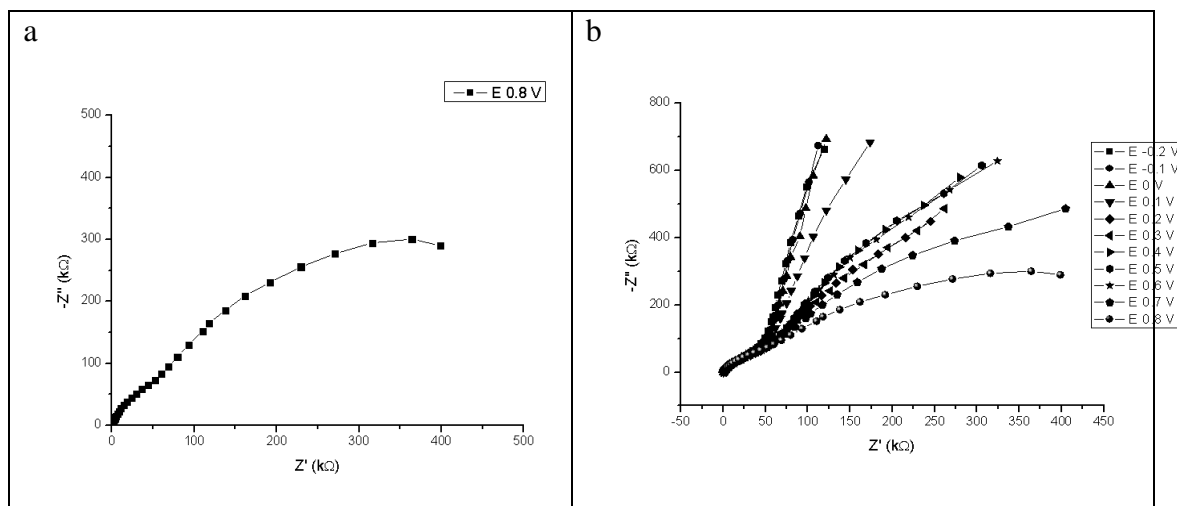 a
E 0.8 V
500
400
300
200
100
0
-Z" (kΩ)
0 100 200 300 400 500
Z' (kΩ)
b
800
600
400
200
0
-Z" (kΩ)
-50 0 50 100 150 200 250 300 350 400 450
Z' (kΩ)
E -0.2 V
E -0.1 V
E 0 V
E 0.1 V
E 0.2 V
E 0.3 V
E 0.4 V
E 0.5 V
E 0.6 V
E 0.7 V
E 0.8 V